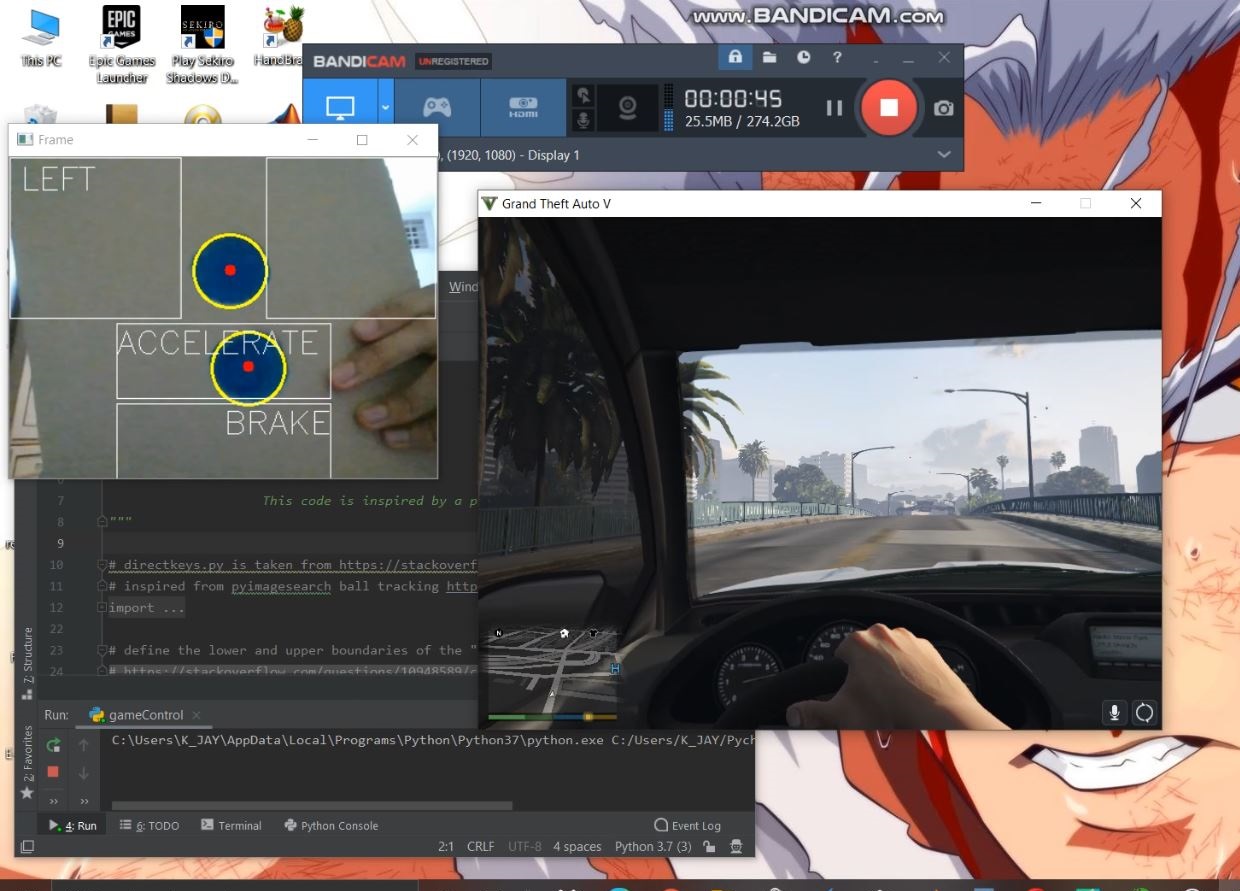 www.BANDICAM.com
This PC
Epic Games Launcher
Play Sekiro Shadows D...
HandBra
EPIC GAMES
SEKIRO
BANDICAM UNREGISTERED
HDMI
00:00:45
25.5MB / 274.2GB
), (1920, 1080) - Display 1
Frame
LEFT
ACCELERATE
BRAKE
Grand Theft Auto V
Wind
7 This code is inspired by a p
8 """
9
10 # directkeys.py is taken from https://stackoverf
11 # inspired from pyimagesearch ball tracking http
12 import ...
22
23 # define the lower and upper boundaries of the "
24 # https://stackoverflow.com/questions/10948589/c
Z: Structure
2: Favorites
Run: gameControl
C:\Users\K_JAY\AppData\Local\Programs\Python\Python37\python.exe C:/Users/K_JAY/Pych
4: Run
6: TODO
Terminal
Python Console
Event Log
2:1 CRLF UTF-8 4 spaces Python 3.7 (3)
N